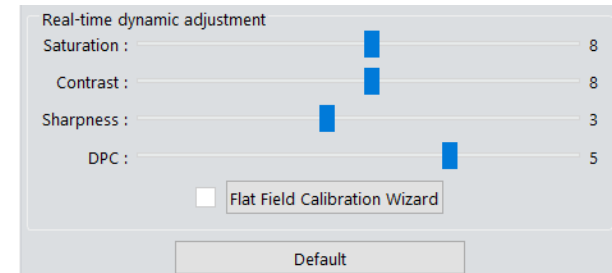 Real-time dynamic adjustment
Saturation : 8
Contrast : 8
Sharpness : 3
DPC : 5
Flat Field Calibration Wizard
Default